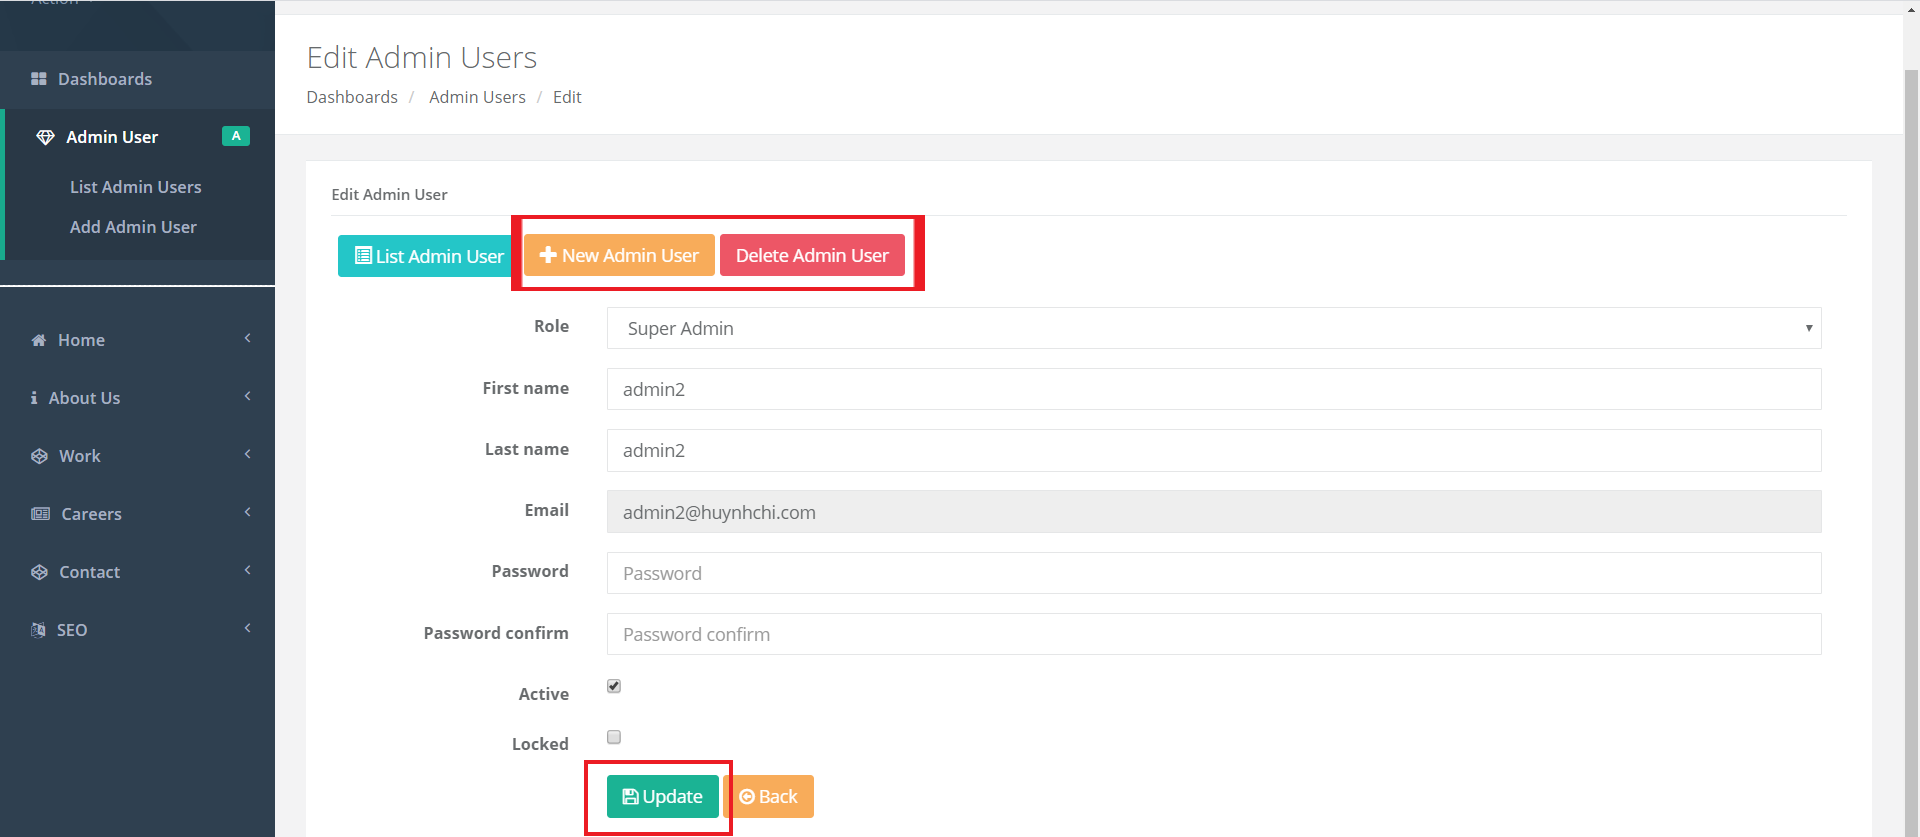 Action
Dashboards
Admin User A
List Admin Users
Add Admin User
Home
About Us
Work
Careers
Contact
SEO
Edit Admin Users
Dashboards / Admin Users / Edit
Edit Admin User
List Admin User New Admin User Delete Admin User
Role Super Admin
First name admin2
Last name admin2
Email admin2@huynhchi.com
Password Password
Password confirm Password confirm
Active
Locked
Update Back